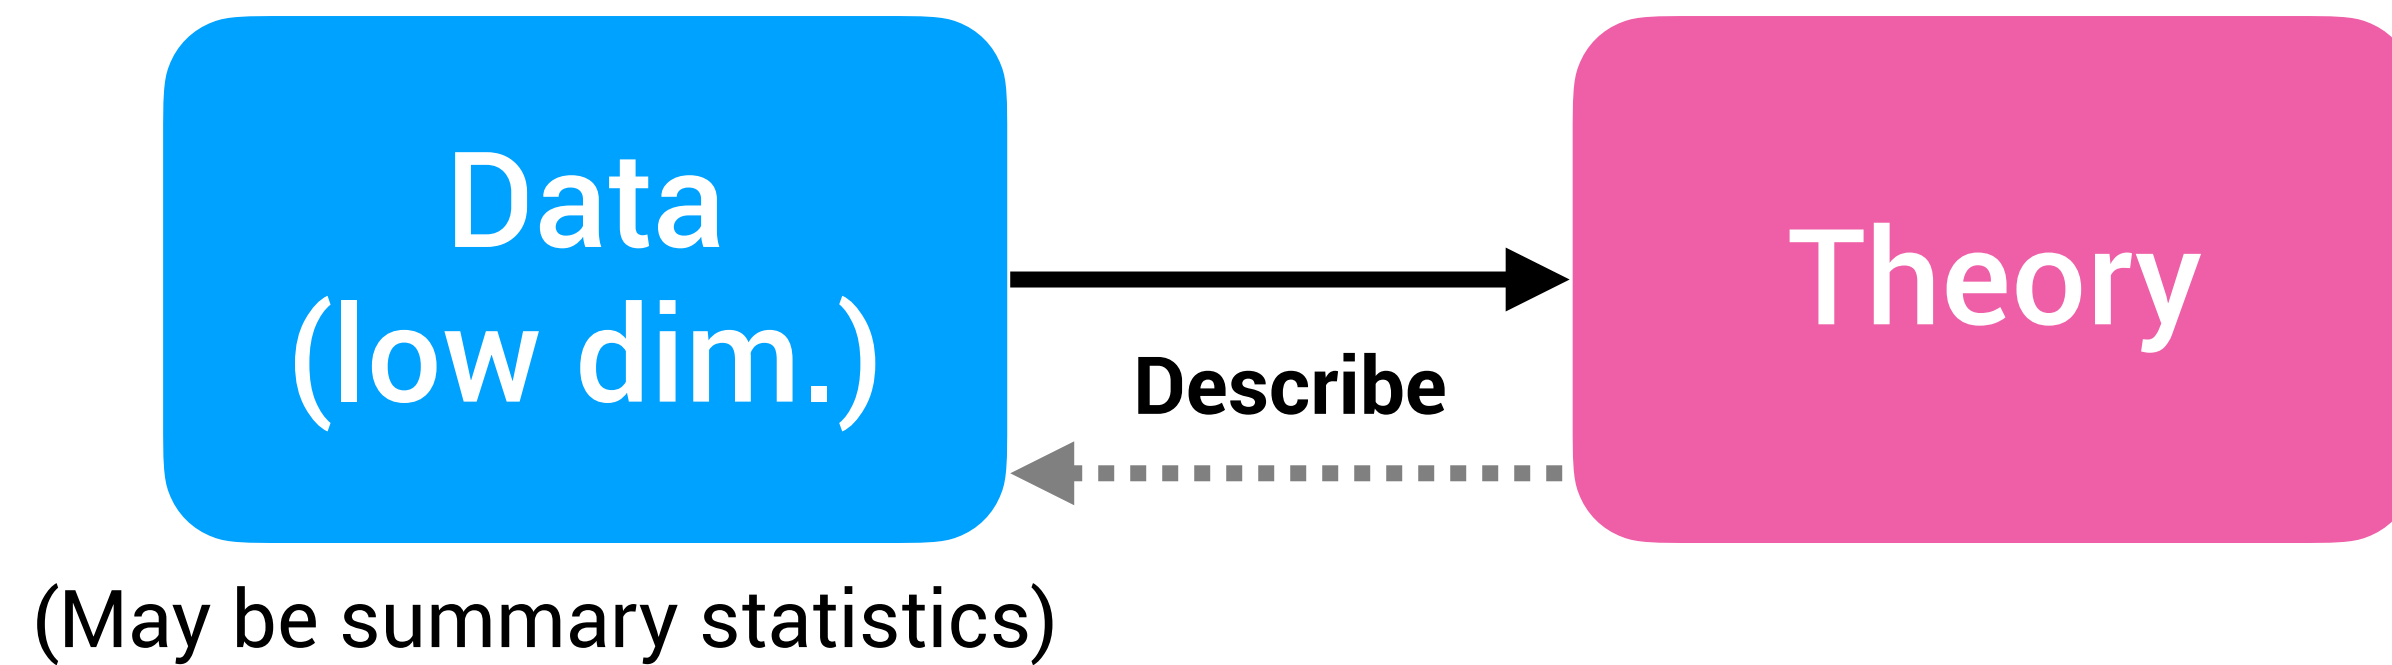 Data
(low dim.)
Theory
Describe
(May be summary statistics)